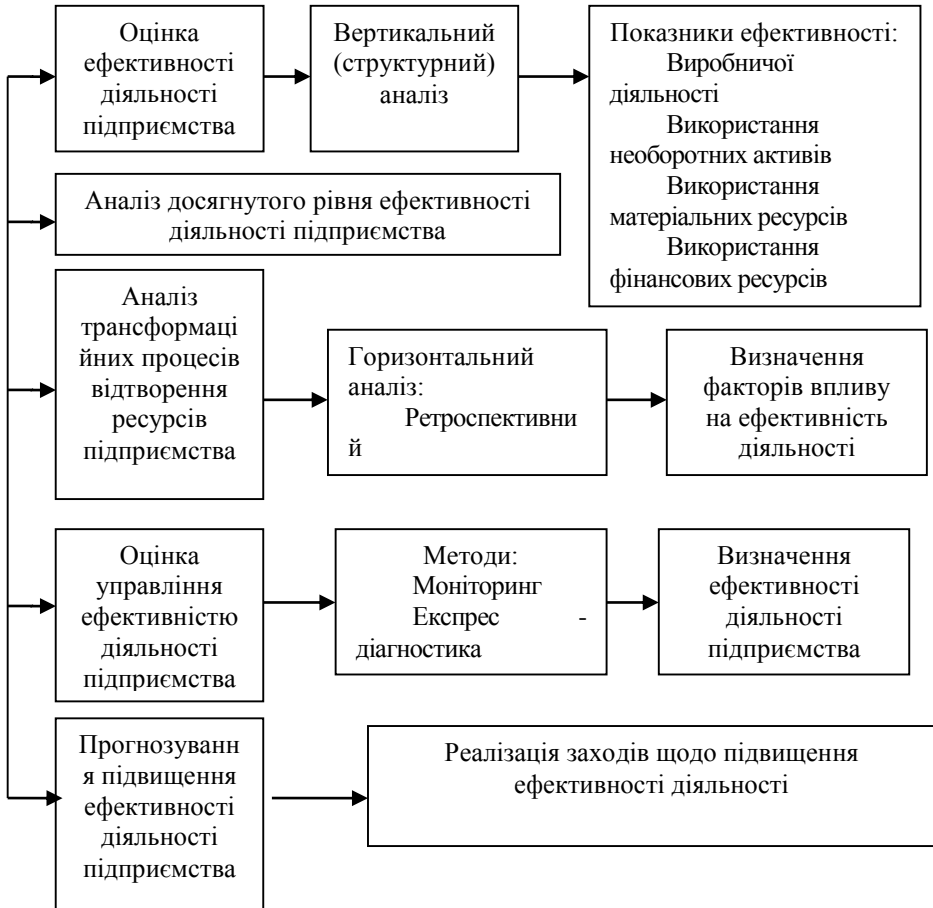 Оцінка
ефективності
діяльності
підприємства
Вертикальний
(структурний)
аналіз
Показники ефективності:
Виробничої
діяльності
Використання
необоротних активів
Використання
матеріальних ресурсів
Використання
фінансових ресурсів
Аналіз досягнутого рівня ефективності
діяльності підприємства
Аналіз
трансформаці
йних процесів
відтворення
ресурсів
підприємства
Горизонтальний
аналіз:
Ретроспективни
й
Визначення
факторів впливу
на ефективність
діяльності
Оцінка
управління
ефективністю
діяльності
підприємства
Методи:
Моніторинг
Експрес -
діагностика
Визначення
ефективності
діяльності
підприємства
Прогнозуванн
я підвищення
ефективності
діяльності
підприємства
Реалізація заходів щодо підвищення
ефективності діяльності